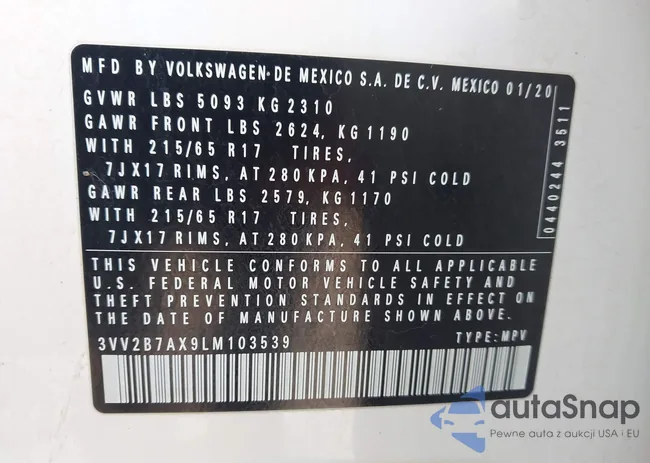 MFD BY VOLKSWAGEN DE MEXICO S.A. DE C.V. MEXICO 01/20
GVWR LBS 5093 KG 2310
GAWR FRONT LBS 2624, KG 1190
WITH 215/65 R17 TIRES,
7JX17 RIMS, AT 280 KPA, 41 PSI COLD
GAWR REAR LBS 2579, KG 1170
WITH 215/65 R17 TIRES,
7JX17 RIMS, AT 280 KPA, 41 PSI COLD
0440244 3511
THIS VEHICLE CONFORMS TO ALL APPLICABLE
U.S. FEDERAL MOTOR VEHICLE SAFETY AND
THEFT PREVENTION STANDARDS IN EFFECT ON
THE DATE OF MANUFACTURE SHOWN ABOVE.
3VV2B7AX9LM103539 TYPE: MPV
autaSnap
Pewne auta z aukcji USA i EU